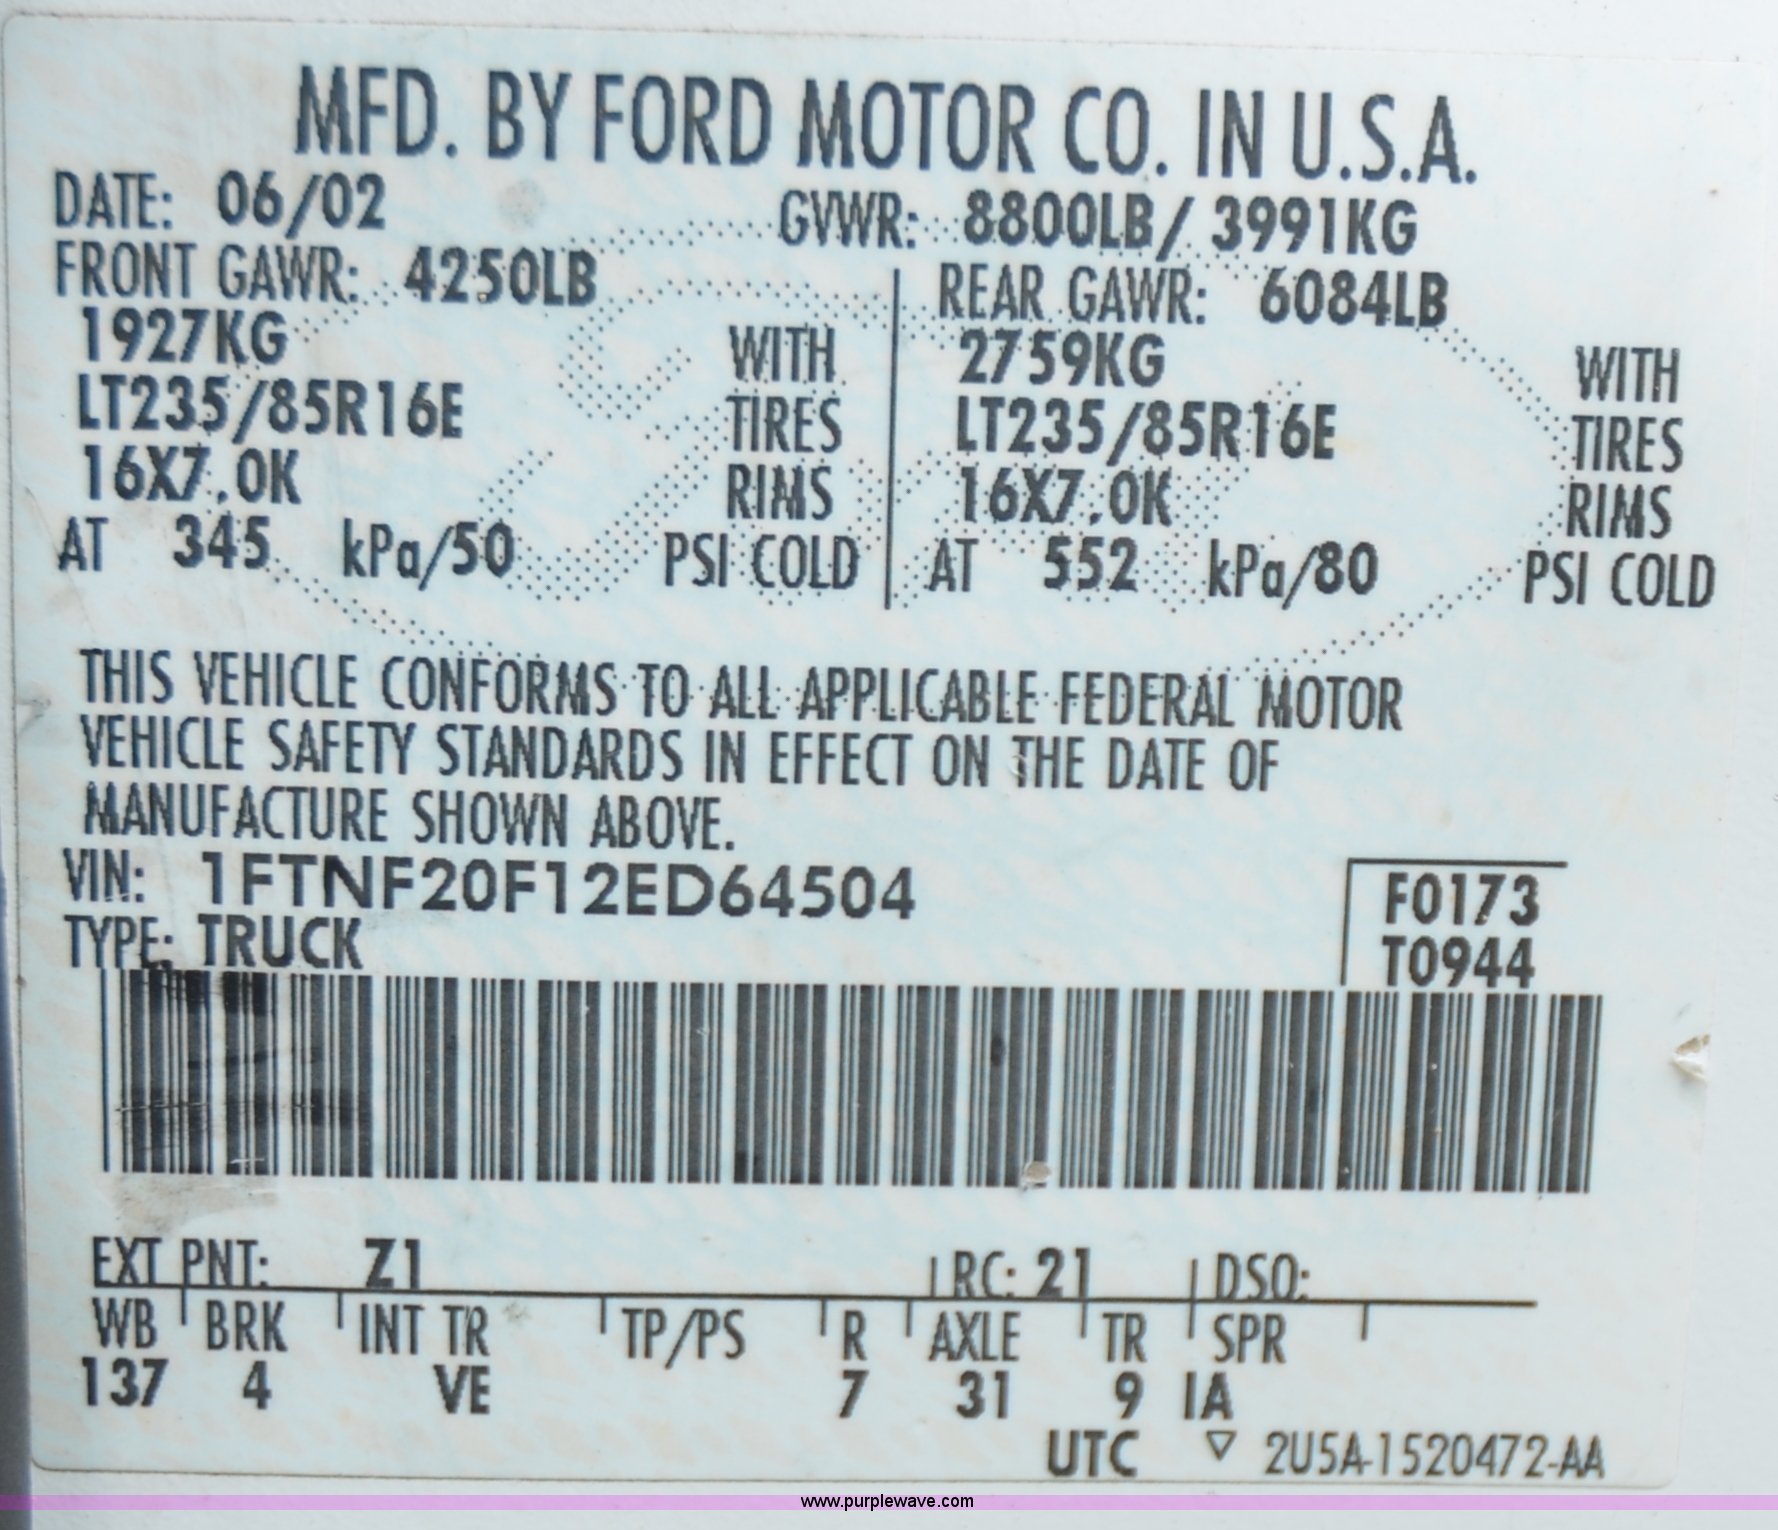 MFD. BY FORD MOTOR CO. IN U.S.A.
DATE: 06/02 GVWR: 8800LB/ 3991KG
FRONT GAWR: 4250LB REAR GAWR: 6084LB
1927KG WITH 2759KG WITH
LT235/85R16E TIRES LT235/85R16E TIRES
16X7.0K RIMS 16X7.0K RIMS
AT 345 kPa/50 PSI COLD AT 552 kPa/80 PSI COLD
THIS VEHICLE CONFORMS TO ALL APPLICABLE FEDERAL MOTOR
VEHICLE SAFETY STANDARDS IN EFFECT ON THE DATE OF
MANUFACTURE SHOWN ABOVE.
VIN: 1FTNF20F12ED64504 F0173
TYPE: TRUCK T0944
EXT PNT: Z1 RC: 21 DSO:
WB BRK INT TR TP/PS R AXLE TR SPR
137 4 VE 7 31 9 IA
UTC ▽ 2U5A-1520472-AA
www.purplewave.com